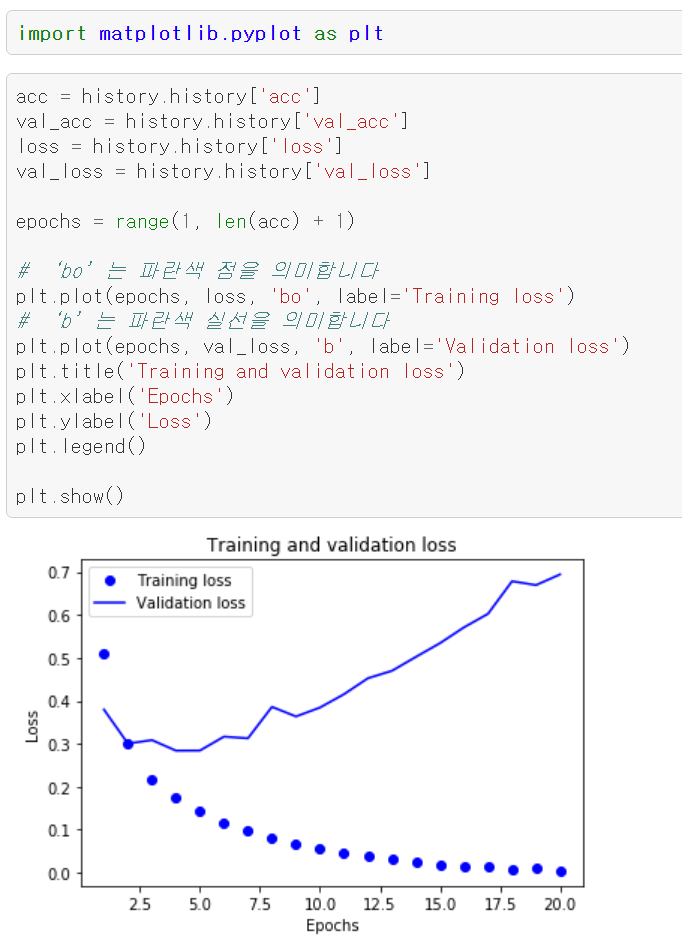 import matplotlib.pyplot as plt
acc = history.history['acc']
val_acc = history.history['val_acc']
loss = history.history['loss']
val_loss = history.history['val_loss']
epochs = range(1, len(acc) + 1)
# ‘bo’ 는 파란색 점을 의미합니다
plt.plot(epochs, loss, 'bo', label='Training loss')
# ‘b’ 는 파란색 실선을 의미합니다
plt.plot(epochs, val_loss, 'b', label='Validation loss')
plt.title('Training and validation loss')
plt.xlabel('Epochs')
plt.ylabel('Loss')
plt.legend()
plt.show()
Training and validation loss
Training loss
Validation loss
0.7
0.6
0.5
0.4
0.3
0.2
0.1
0.0
Loss
2.5 5.0 7.5 10.0 12.5 15.0 17.5 20.0
Epochs